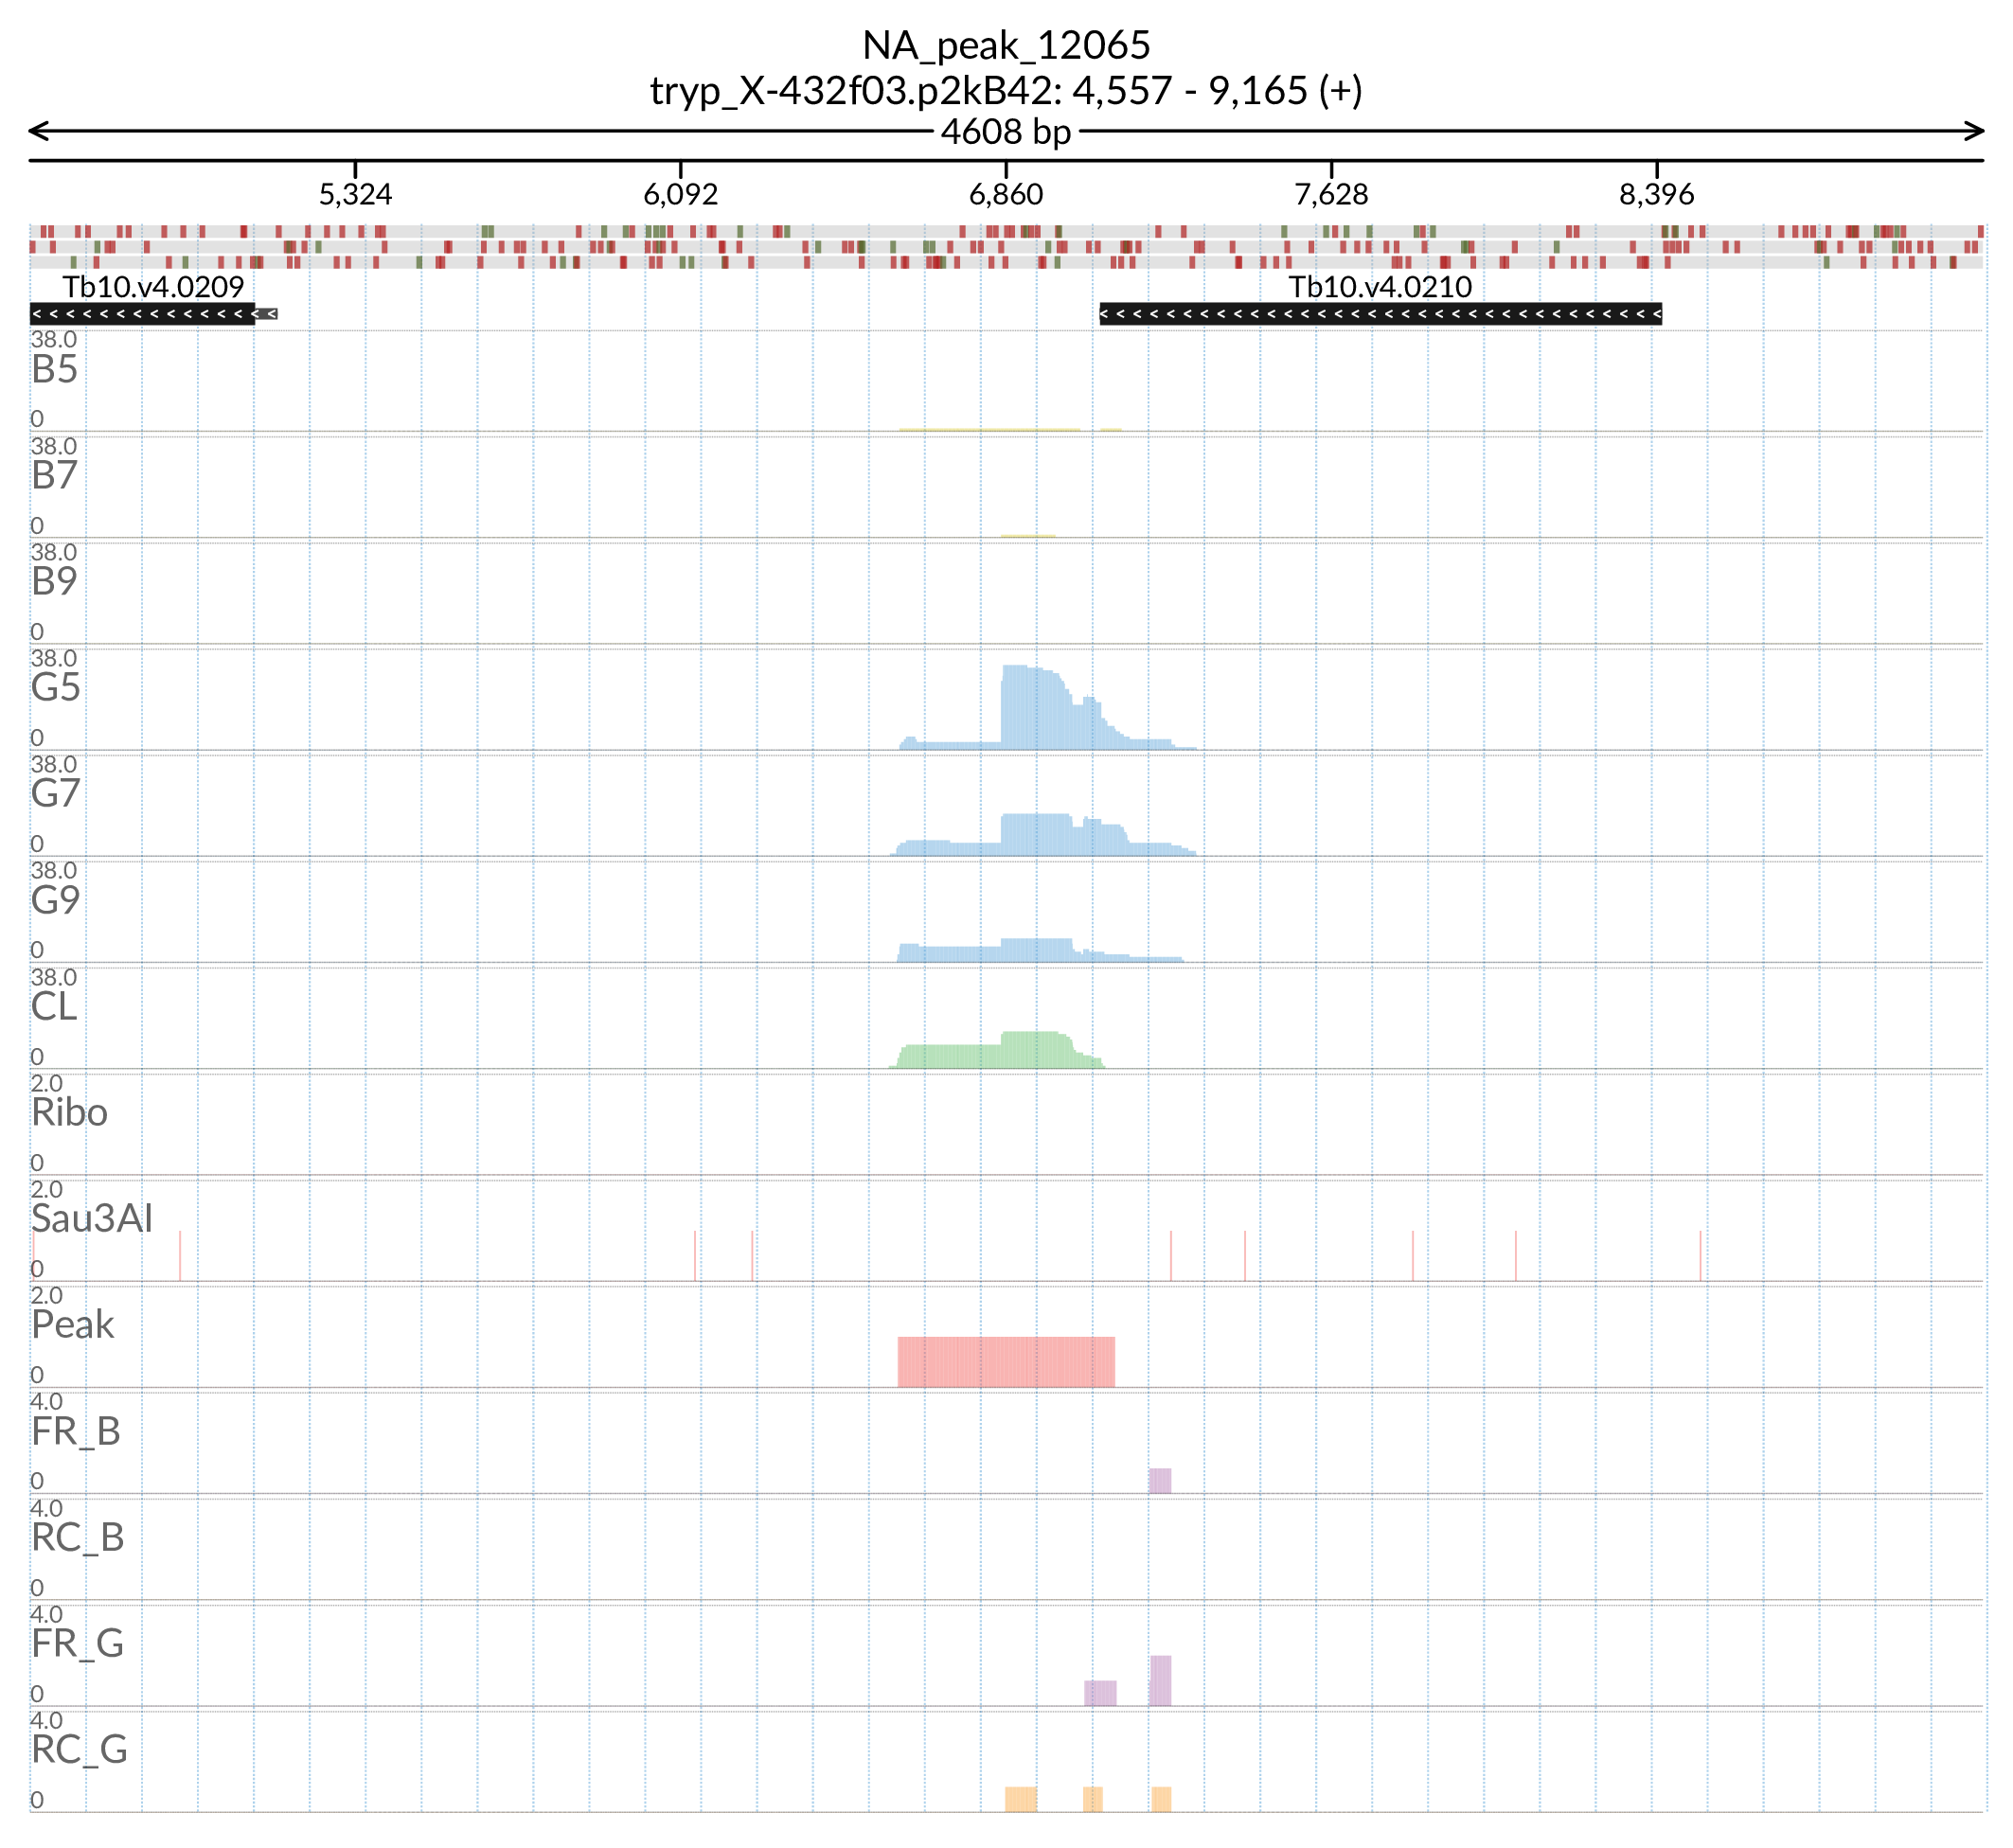 NA_peak_12065
tryp_X-432f03.p2kB42: 4,557 - 9,165 (+)
4608 bp
5,324 6,092 6,860 7,628 8,396
Tb10.v4.0209 Tb10.v4.0210
38.0
B5
0
38.0
B7
0
38.0
B9
0
38.0
G5
0
38.0
G7
0
38.0
G9
0
38.0
CL
0
2.0
Ribo
0
2.0
Sau3AI
0
2.0
Peak
0
4.0
FR_B
0
4.0
RC_B
0
4.0
FR_G
0
4.0
RC_G
0